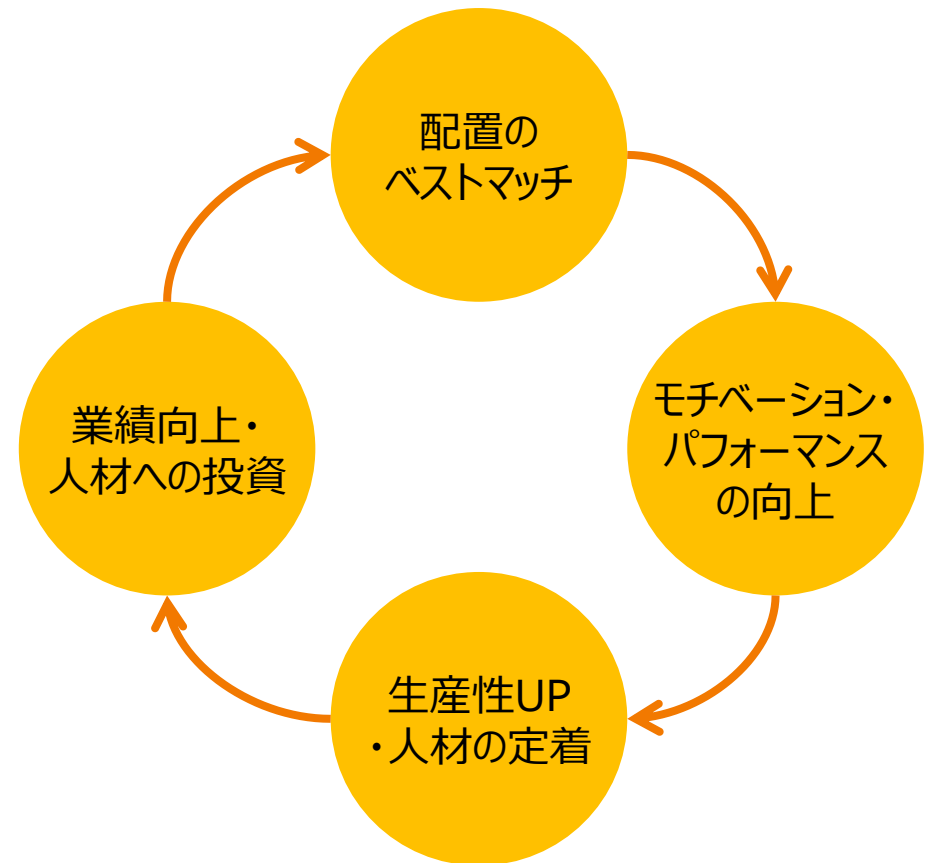 配置の
ベストマッチ
モチベーション・
パフォーマンス
の向上
生産性UP
・人材の定着
業績向上・
人材への投資